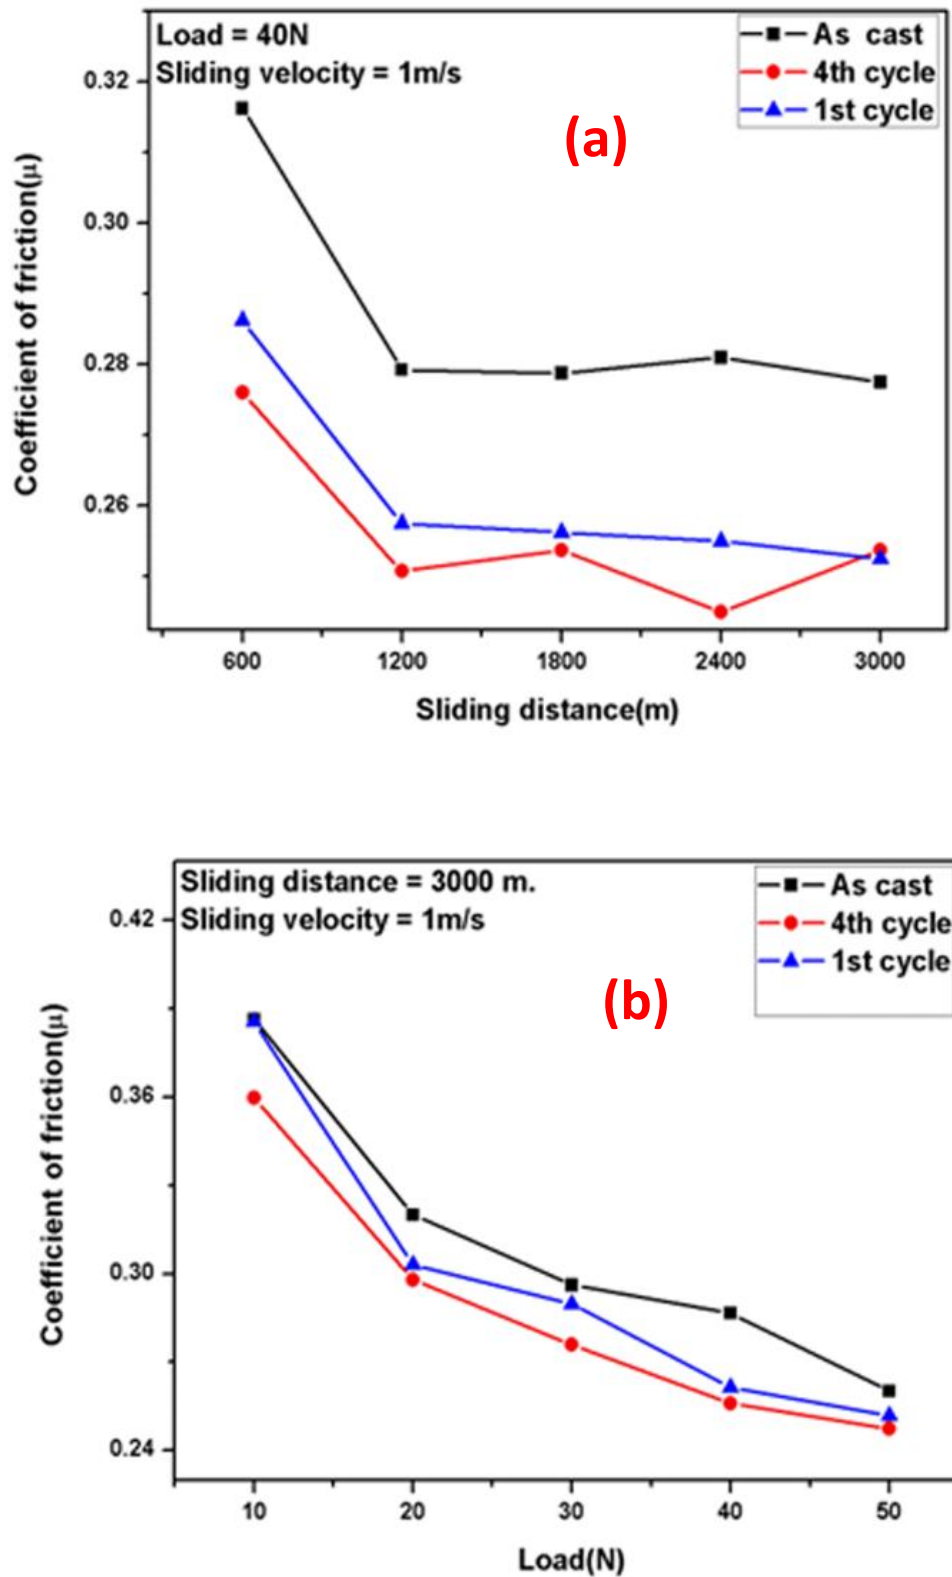 Load = 40N
Sliding velocity = 1m/s
As cast
4th cycle
1st cycle
(a)
0.32
0.30
0.28
0.26
Coefficient of friction(μ)
600 1200 1800 2400 3000
Sliding distance(m)
Sliding distance = 3000 m.
Sliding velocity = 1m/s
As cast
4th cycle
1st cycle
(b)
0.42
0.36
0.30
0.24
Coefficient of friction(μ)
10 20 30 40 50
Load(N)